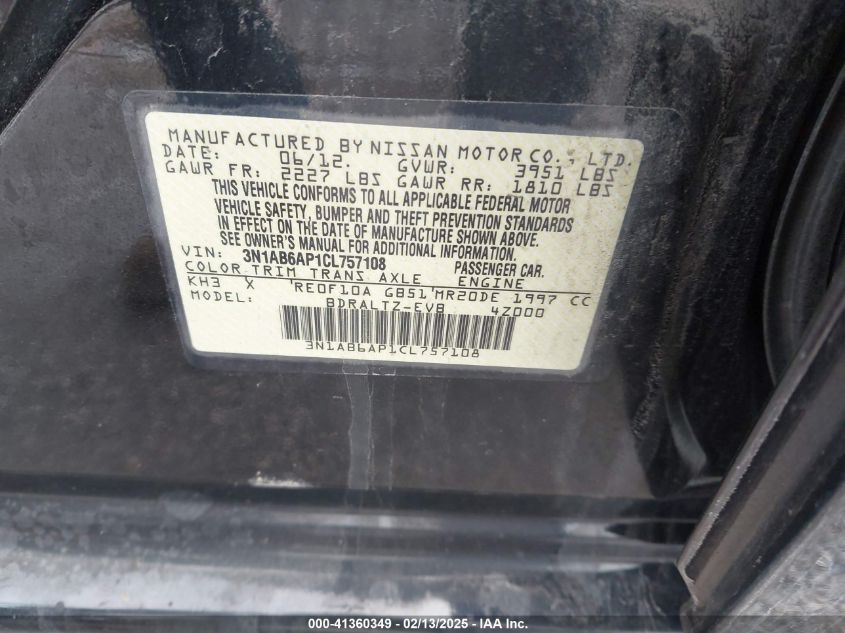 MANUFACTURED BY NISSAN MOTOR CO., LTD.
DATE: 06/12. GVWR: 3951 LBS
GAWR FR: 2227 LBS GAWR RR: 1810 LBS
THIS VEHICLE CONFORMS TO ALL APPLICABLE FEDERAL MOTOR
VEHICLE SAFETY, BUMPER AND THEFT PREVENTION STANDARDS
IN EFFECT ON THE DATE OF MANUFACTURE SHOWN ABOVE.
SEE OWNER'S MANUAL FOR ADDITIONAL INFORMATION.
VIN: 3N1AB6AP1CL757108 PASSENGER CAR.
COLOR TRIM TRANS AXLE ENGINE
KH3 X 'RE0F10A GB51'MR20DE 1997 CC
MODEL: BDRALTZ-EVB 4Z000
3N1AB6AP1CL757108
000-41360349 - 02/13/2025 - IAAI Inc.